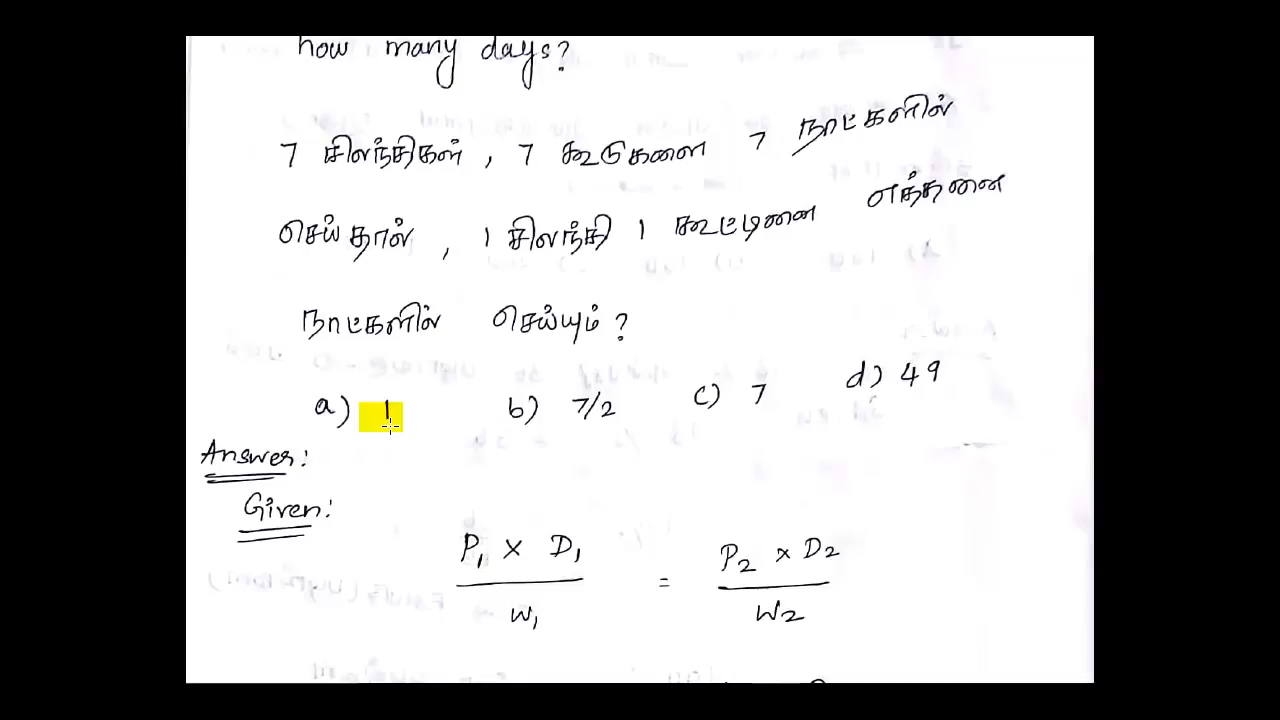 how many days?
7 சிலந்திகள், 7 கூடுகளை 7 நாட்களில்
செய்தால், 1 சிலந்தி 1 கூட்டினை எத்தனை
நாட்களில் செய்யும்?
a) 1 b) 7/2 c) 7 d) 49
Answer:
Given:
P₁ × D₁ = P₂ × D₂
W₁ W₂